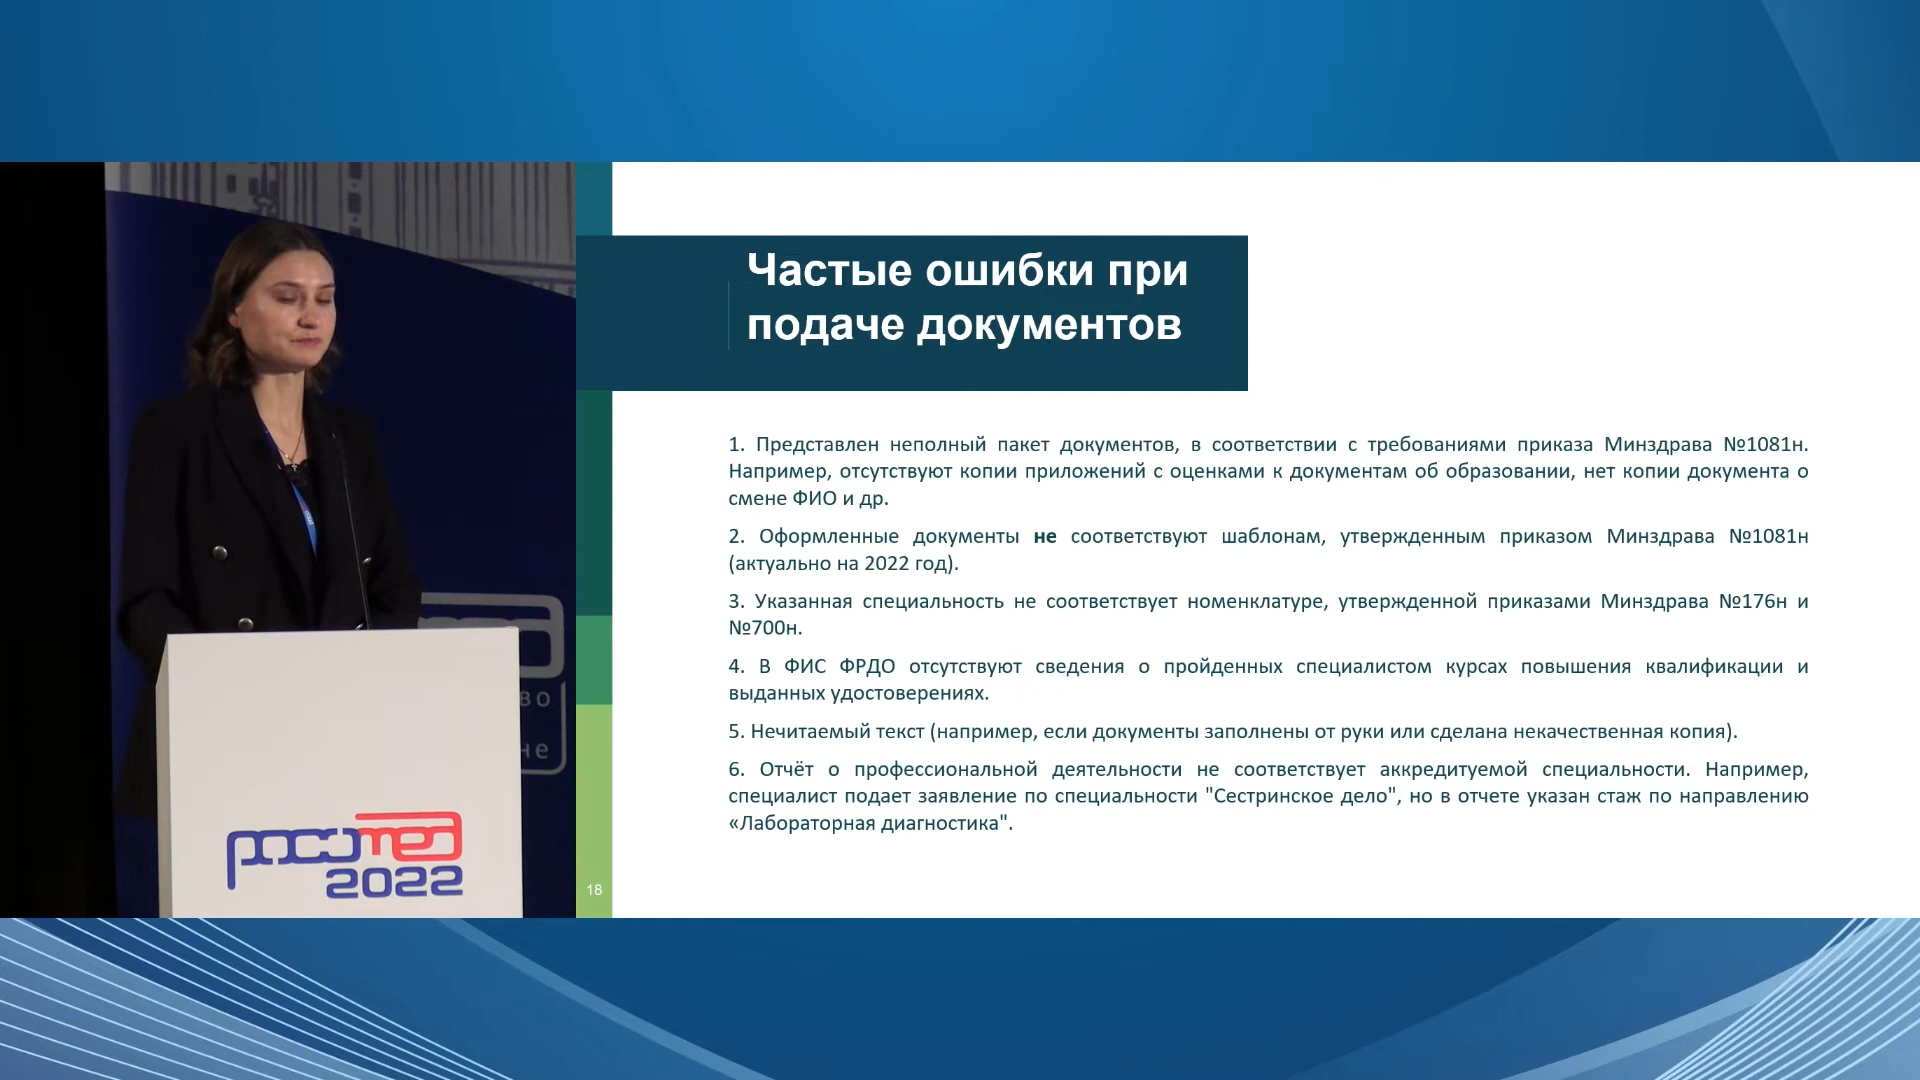 Частые ошибки при
подаче документов
1. Представлен неполный пакет документов, в соответствии с требованиями приказа Минздрава №1081н.
Например, отсутствуют копии приложений с оценками к документам об образовании, нет копии документа о
смене ФИО и др.
2. Оформленные документы не соответствуют шаблонам, утвержденным приказом Минздрава №1081н
(актуально на 2022 год).
3. Указанная специальность не соответствует номенклатуре, утвержденной приказами Минздрава №176н и
№700н.
4. В ФИС ФРДО отсутствуют сведения о пройденных специалистом курсах повышения квалификации и
выданных удостоверениях.
5. Нечитаемый текст (например, если документы заполнены от руки или сделана некачественная копия).
6. Отчёт о профессиональной деятельности не соответствует аккредитуемой специальности. Например,
специалист подает заявление по специальности "Сестринское дело", но в отчете указан стаж по направлению
«Лабораторная диагностика".
18
росмед
2022